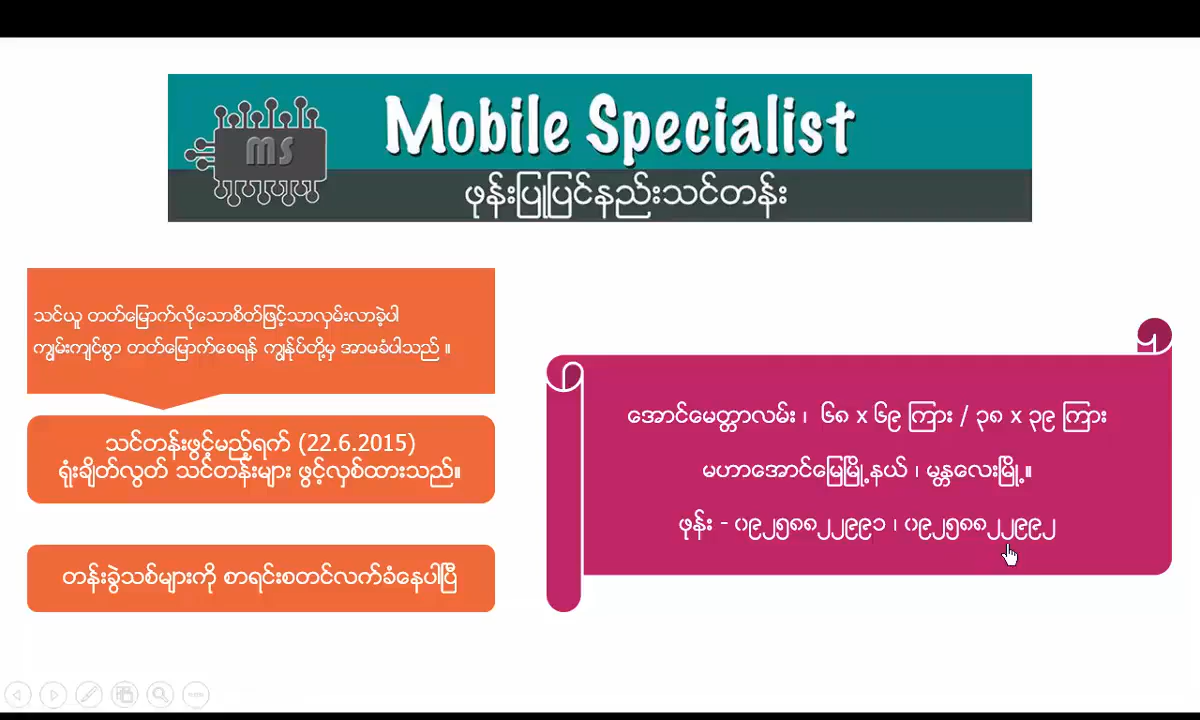 Mobile Specialist
MS
ဖုန်းပြုပြင်နည်းသင်တန်း
သင်ယူ တတ်မြောက်လိုသောစိတ်ဖြင့်သာလှမ်းလာခဲ့ပါ
ကျွမ်းကျင်စွာ တတ်မြောက်စေရန် ကျွန်ုပ်တို့မှ အာမခံပါသည် ။
သင်တန်းဖွင့်မည့်ရက် (22.6.2015)
ရုံးချိတ်လွတ် သင်တန်းများ ဖွင့်လှစ်ထားသည်။
တန်းခွဲသစ်များကို စာရင်းစတင်လက်ခံနေပါပြီ
အောင်မေတ္တာလမ်း ၊ ၆၈ x ၆၉ ကြား / ၃၈ x ၃၉ ကြား
မဟာအောင်မြေမြို့နယ် ၊ မန္တလေးမြို့။
ဖုန်း - ၀၉၂၅၈၈၂၂၉၉၁ ၊ ၀၉၂၅၈၈၂၂၉၉၂